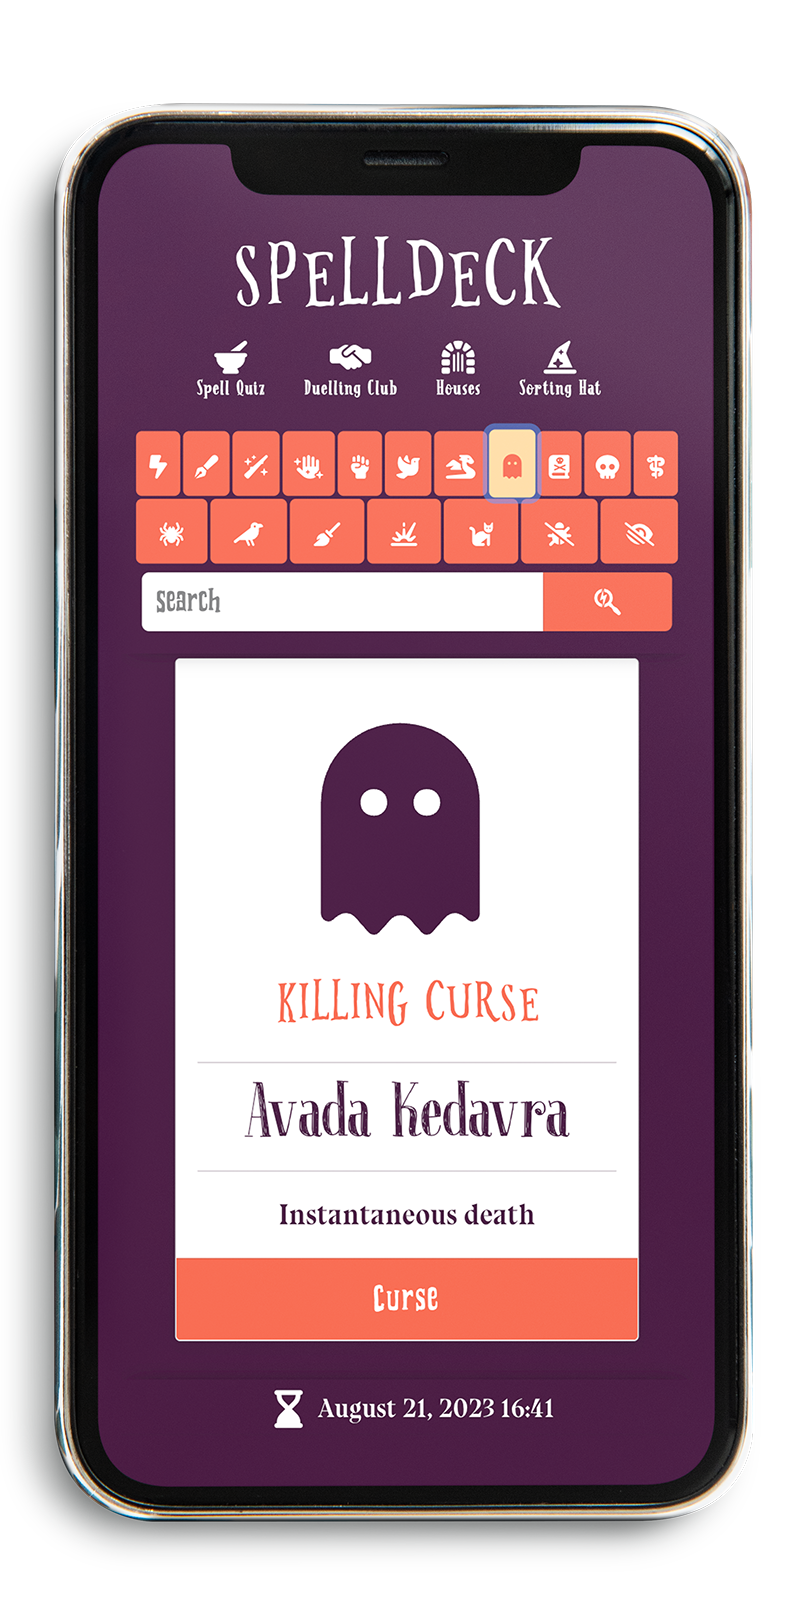 SPELLDECK
Spell Quiz Duelling Club Houses Sorting Hat
search
KILLING CURSE
Avada Kedavra
Instantaneous death
Curse
August 21, 2023 16:41